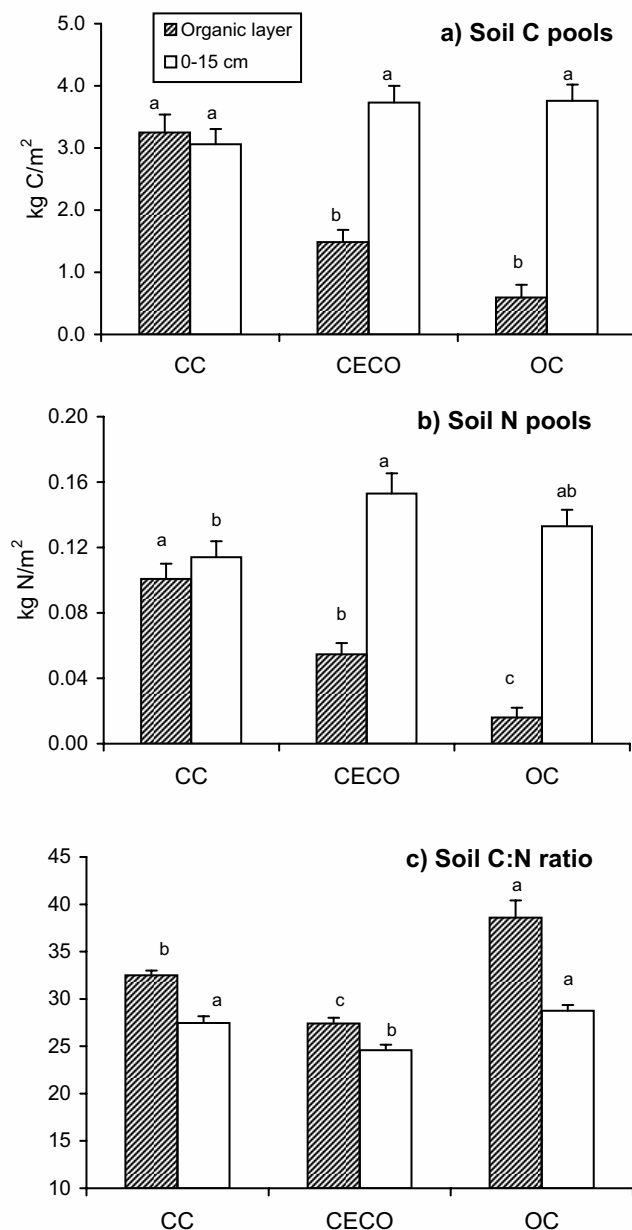 a) Soil C pools
Organic layer
0-15 cm
kg C/m²
4.0
3.0
2.0
1.0
0.0
a a
b a
b a
CC CECO OC
b) Soil N pools
kg N/m²
0.20
0.16
0.12
0.08
0.04
0.00
a b
b a
c ab
CC CECO OC
c) Soil C:N ratio
45
40
35
30
25
20
15
10
b a
c b
a a
CC CECO OC